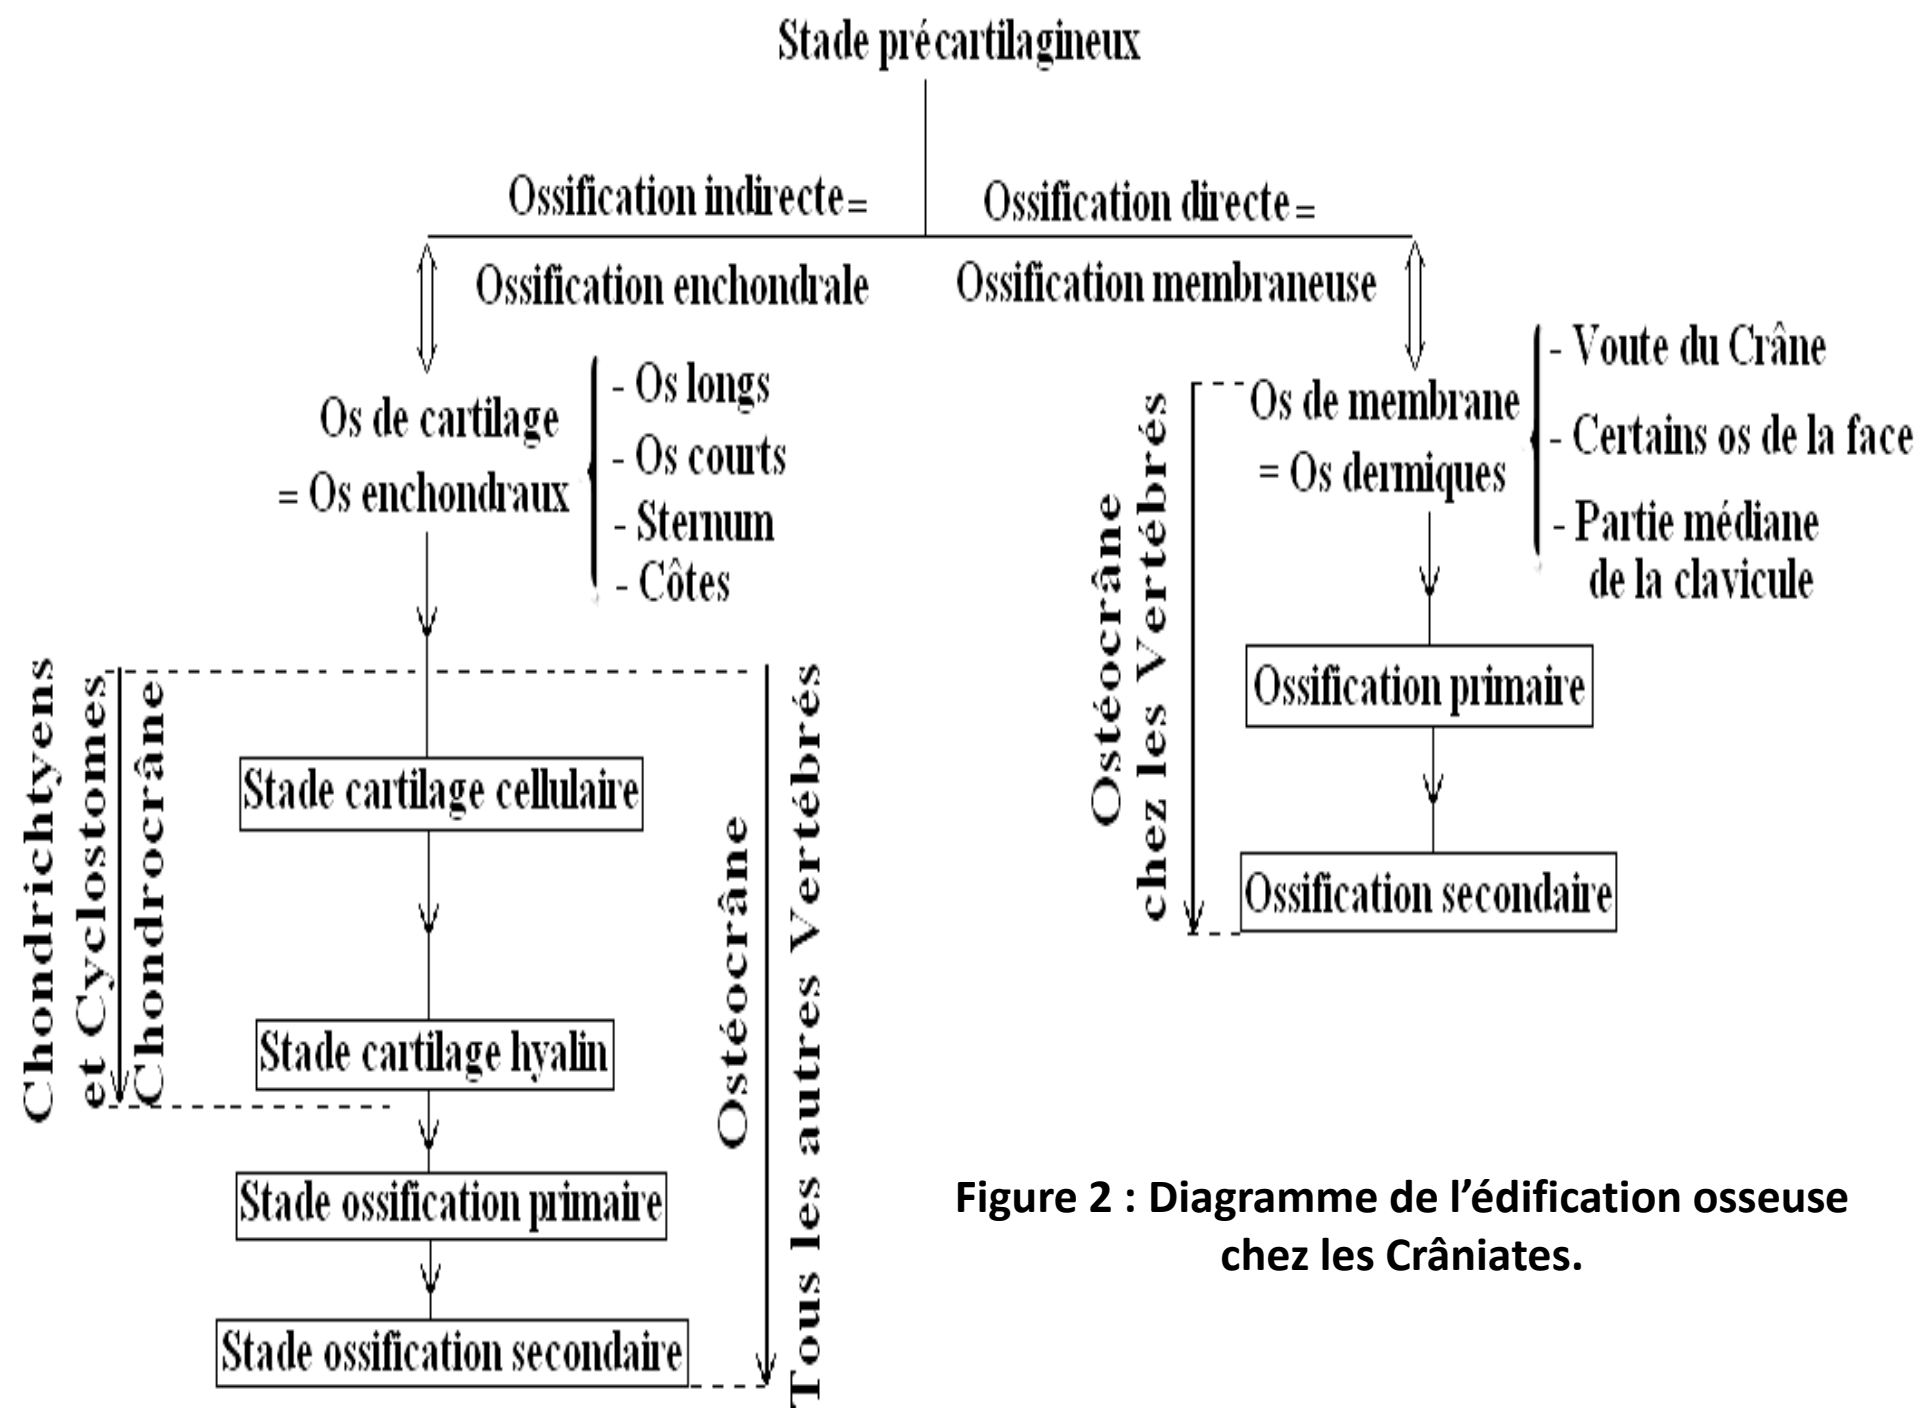 Stade précartilagineux
Ossification indirecte =
Ossification enchondrale
Ossification directe =
Ossification membraneuse
Os de cartilage
= Os enchondraux
- Os longs
- Os courts
- Sternum
- Côtes
Os de membrane
= Os dermiques
- Voute du Crâne
- Certains os de la face
- Partie médiane
de la clavicule
Ostéocrâne
chez les Vertébrés
Ossification primaire
Ossification secondaire
Chondrichtyens
et Cyclostomes
Chondrocrâne
Stade cartilage cellulaire
Stade cartilage hyalin
Stade ossification primaire
Stade ossification secondaire
Ostéocrâne
Tous les autres Vertébrés
Figure 2 : Diagramme de l’édification osseuse
chez les Crâniates.